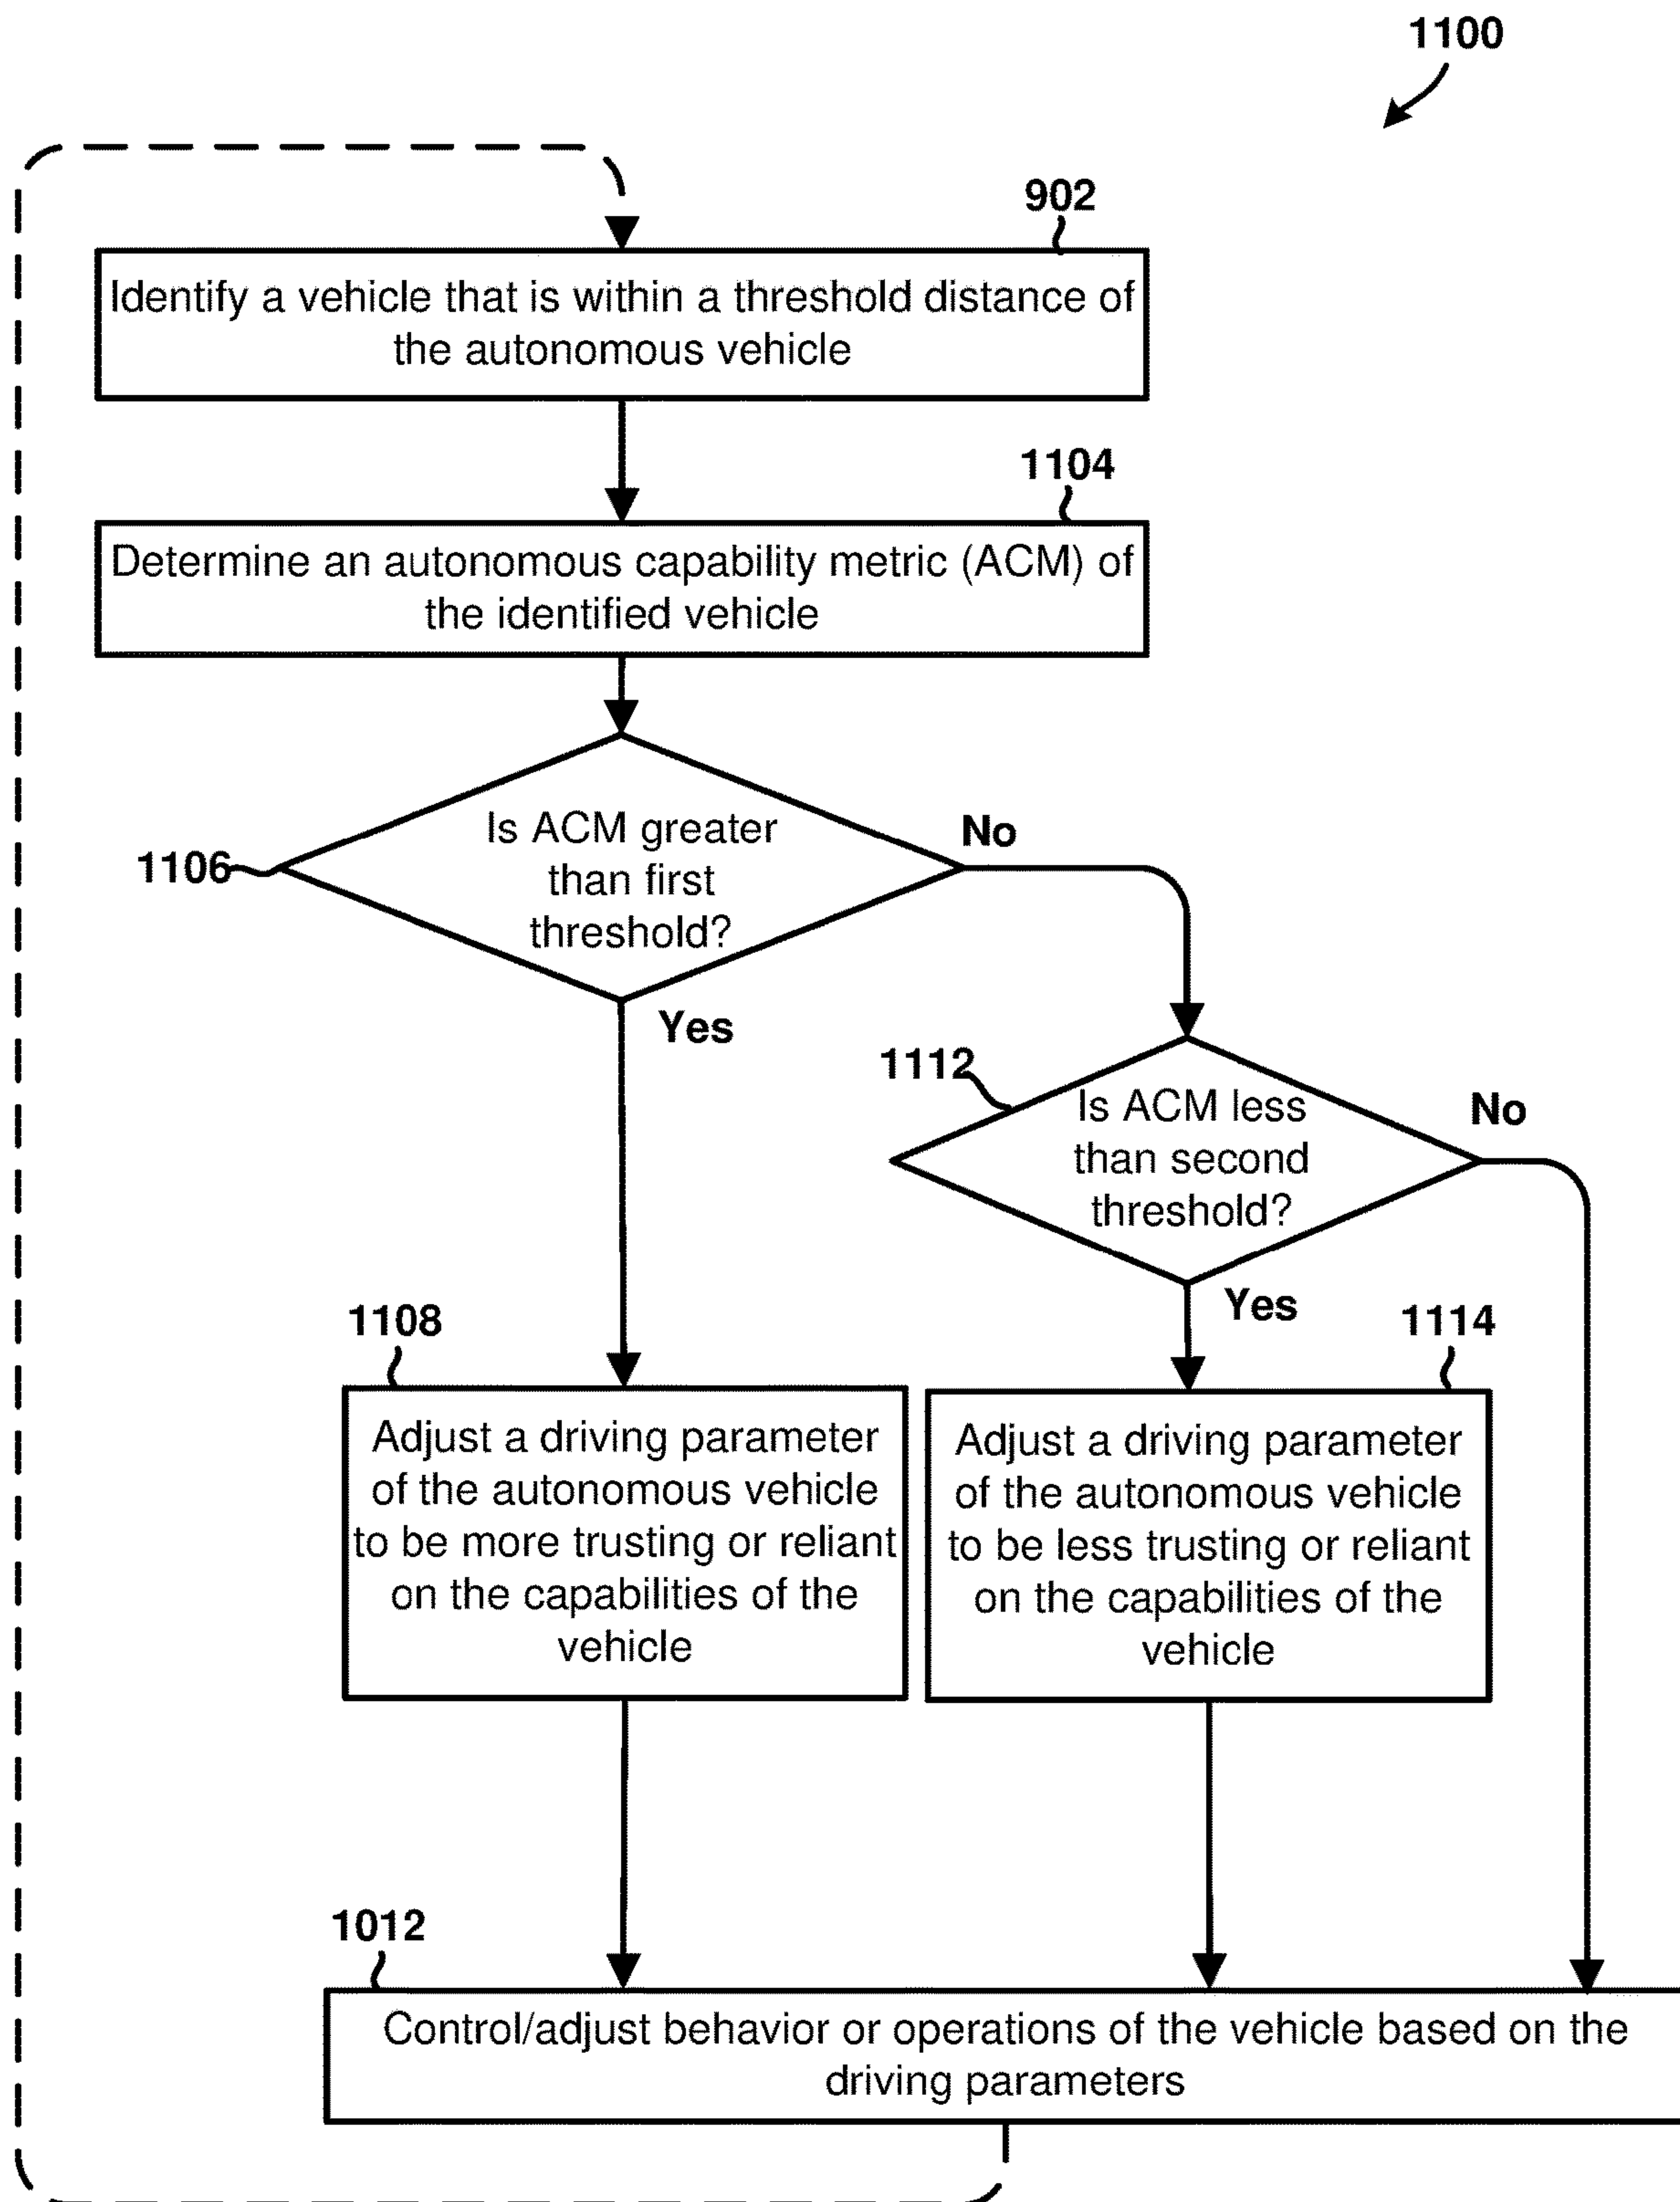 1100
902
Identify a vehicle that is within a threshold distance of
the autonomous vehicle
1104
Determine an autonomous capability metric (ACM) of
the identified vehicle
1106
Is ACM greater
than first
threshold?
No
Yes
1112
Is ACM less
than second
threshold?
No
Yes
1108
Adjust a driving parameter
of the autonomous vehicle
to be more trusting or reliant
on the capabilities of the
vehicle
1114
Adjust a driving parameter
of the autonomous vehicle
to be less trusting or reliant
on the capabilities of the
vehicle
1012
Control/adjust behavior or operations of the vehicle based on the
driving parameters